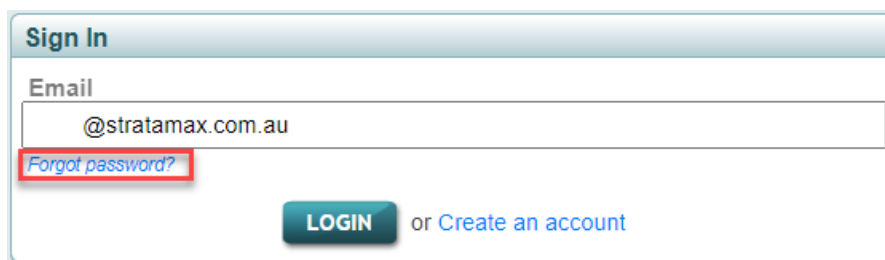 Sign In
Email
@stratamax.com.au
Forgot password?
LOGIN or Create an account